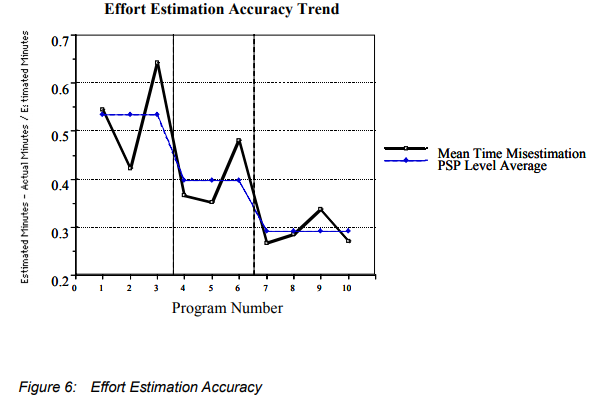 Effort Estimation Accuracy Trend
Estimated Minutes - Actual Minutes / Estimated Minutes
0.7
0.6
0.5
0.4
0.3
0.2
0 1 2 3 4 5 6 7 8 9 10
Program Number
Mean Time Misestimation
PSP Level Average
Figure 6: Effort Estimation Accuracy